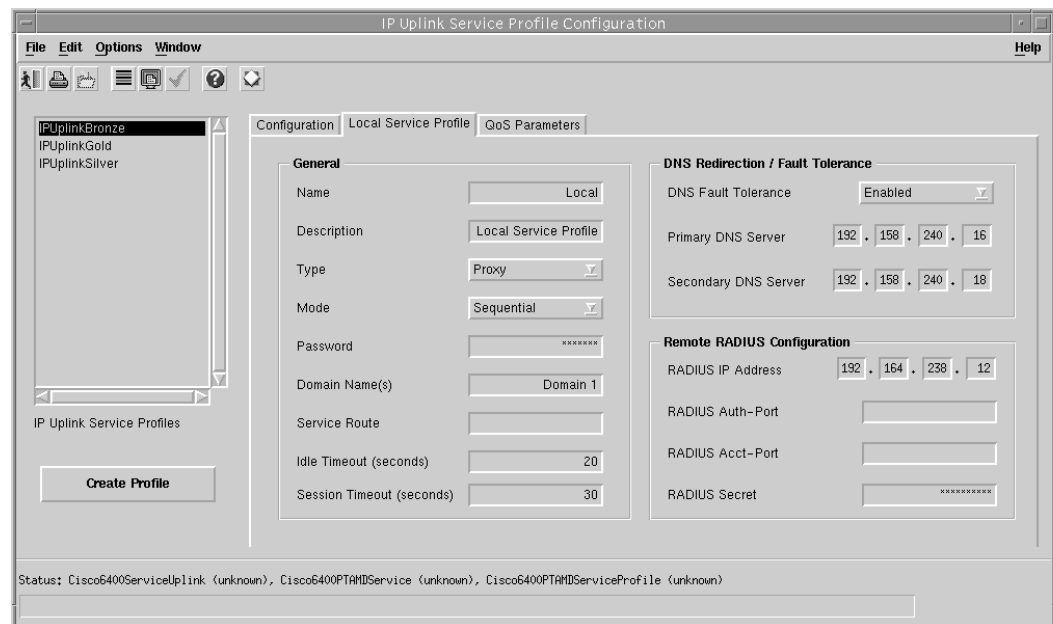 IP Uplink Service Profile Configuration
File Edit Options Window Help
IPUplinkBronze
IPUplinkGold
IPUplinkSilver
IP Uplink Service Profiles
Create Profile
Configuration Local Service Profile QoS Parameters
General
Name Local
Description Local Service Profile
Type Proxy
Mode Sequential
Password *******
Domain Name(s) Domain 1
Service Route
Idle Timeout (seconds) 20
Session Timeout (seconds) 30
DNS Redirection / Fault Tolerance
DNS Fault Tolerance Enabled
Primary DNS Server 192 . 158 . 240 . 16
Secondary DNS Server 192 . 158 . 240 . 18
Remote RADIUS Configuration
RADIUS IP Address 192 . 164 . 238 . 12
RADIUS Auth-Port
RADIUS Acct-Port
RADIUS Secret **********
Status: Cisco6400ServiceUplink (unknown), Cisco6400PTAMDService (unknown), Cisco6400PTAMDServiceProfile (unknown)